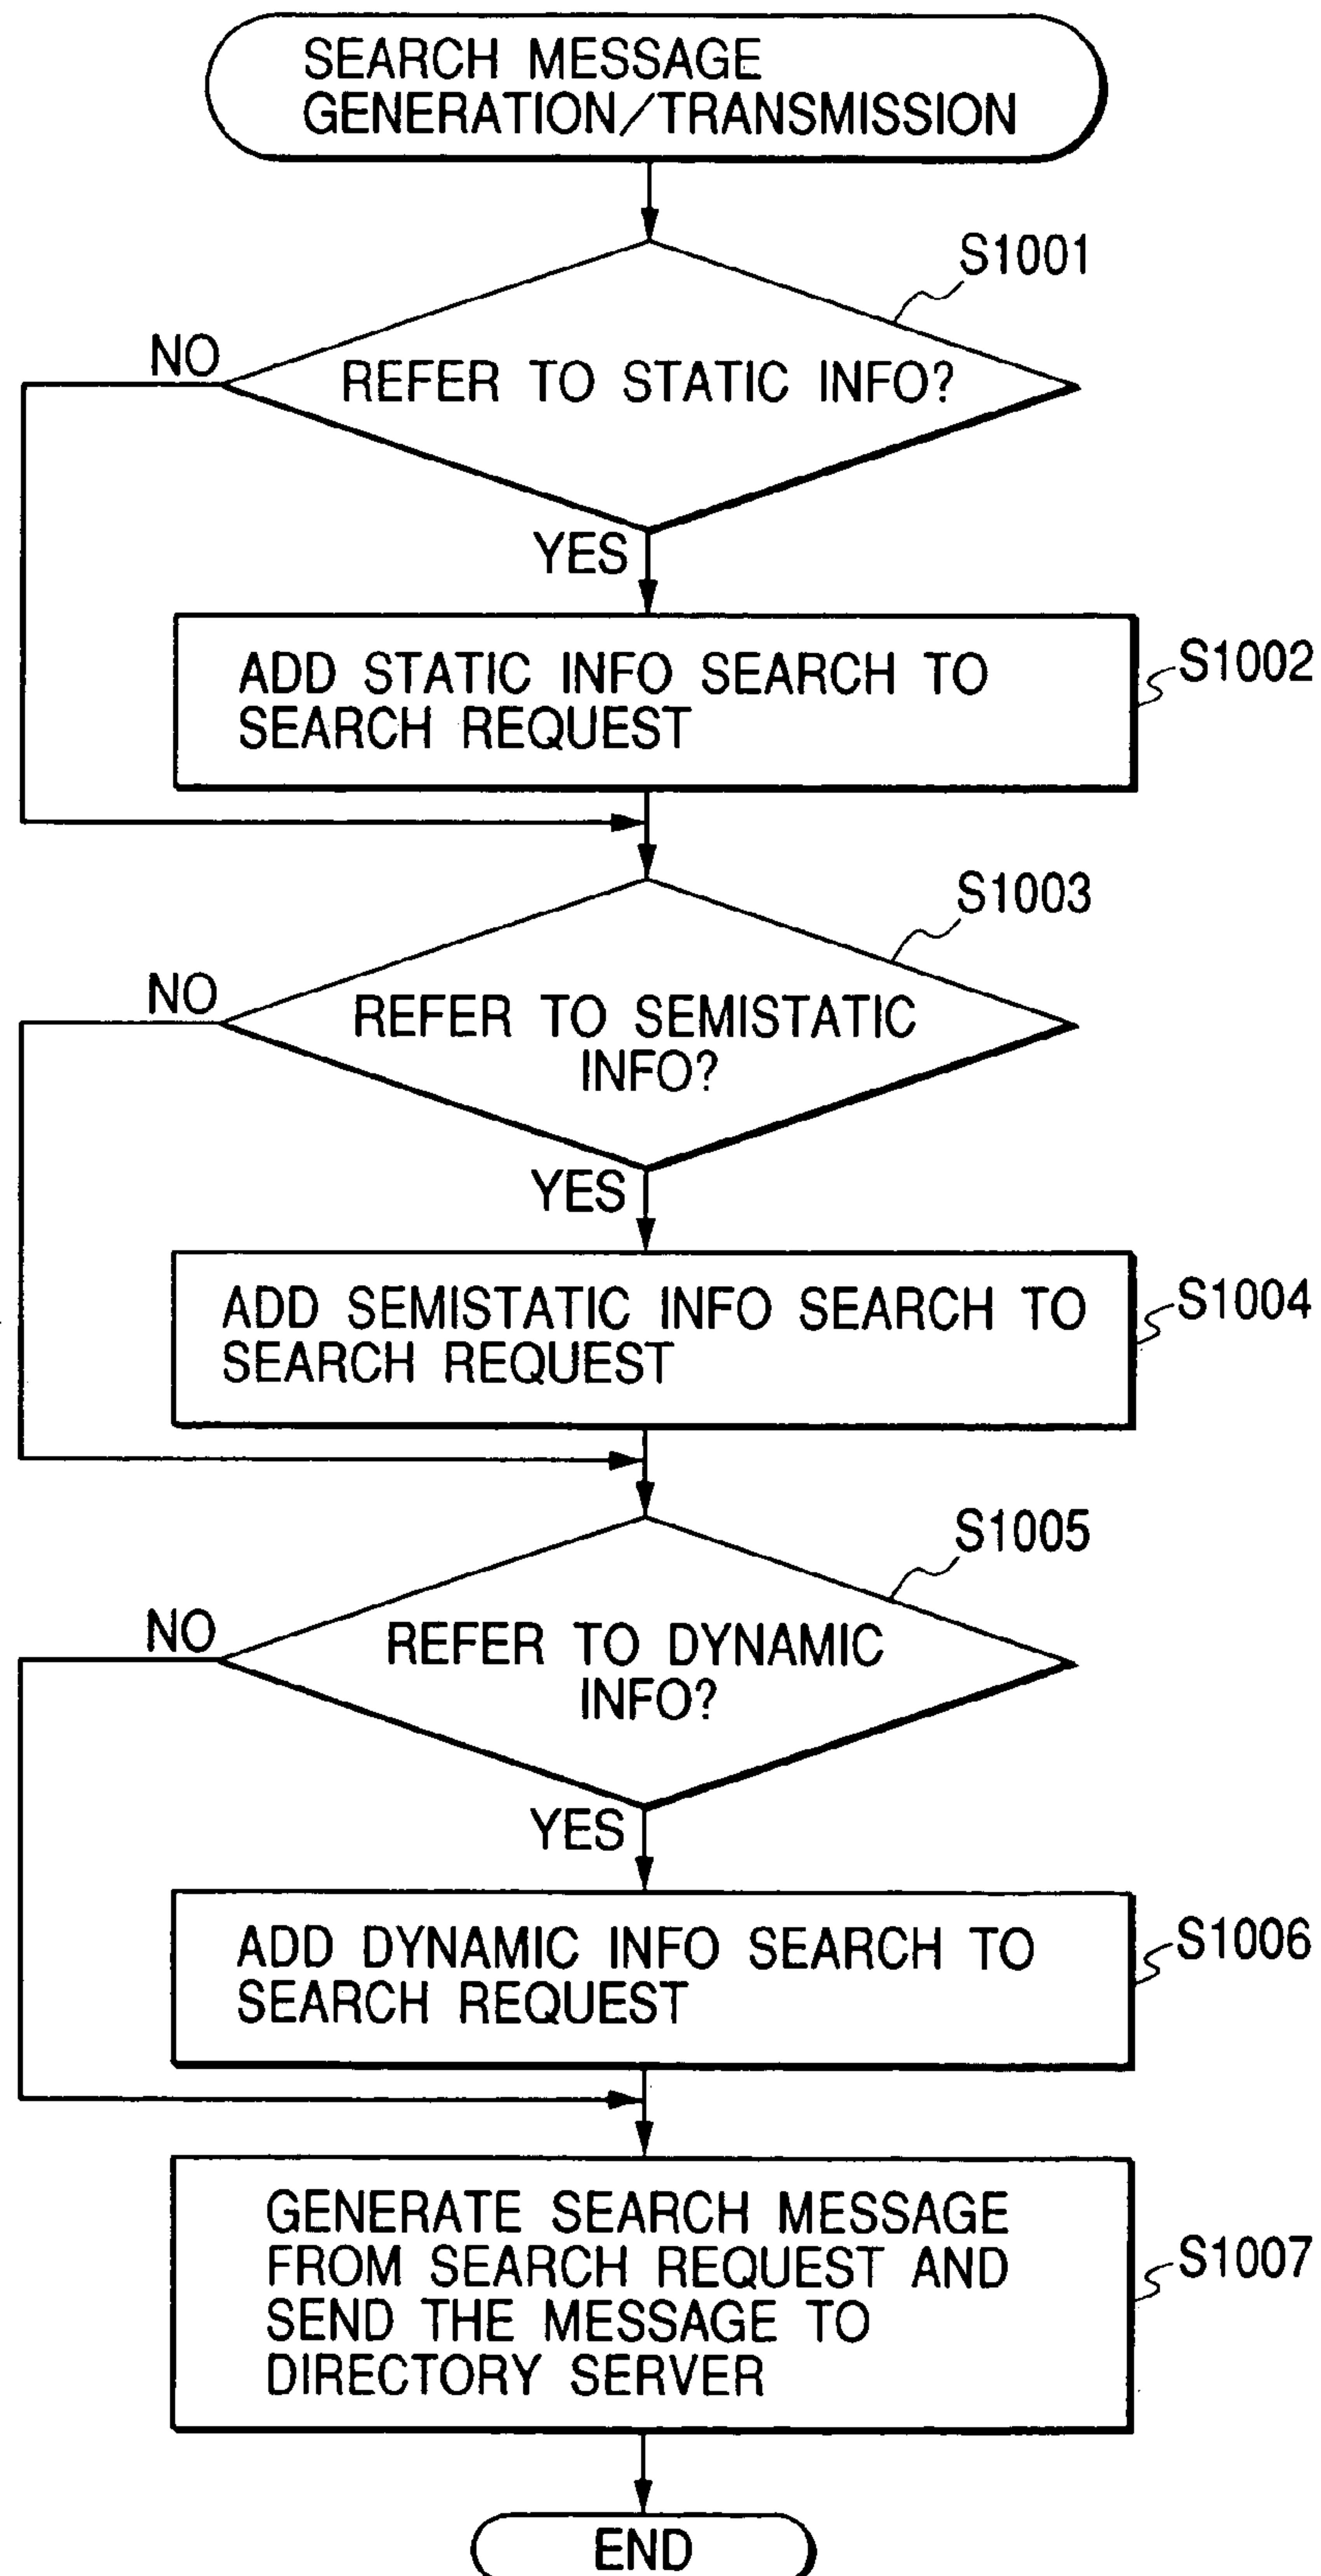 SEARCH MESSAGE
GENERATION/TRANSMISSION
S1001
NO
REFER TO STATIC INFO?
YES
ADD STATIC INFO SEARCH TO
SEARCH REQUEST
S1002
S1003
NO
REFER TO SEMISTATIC
INFO?
YES
ADD SEMISTATIC INFO SEARCH TO
SEARCH REQUEST
S1004
S1005
NO
REFER TO DYNAMIC
INFO?
YES
ADD DYNAMIC INFO SEARCH TO
SEARCH REQUEST
S1006
GENERATE SEARCH MESSAGE
FROM SEARCH REQUEST AND
SEND THE MESSAGE TO
DIRECTORY SERVER
S1007
END